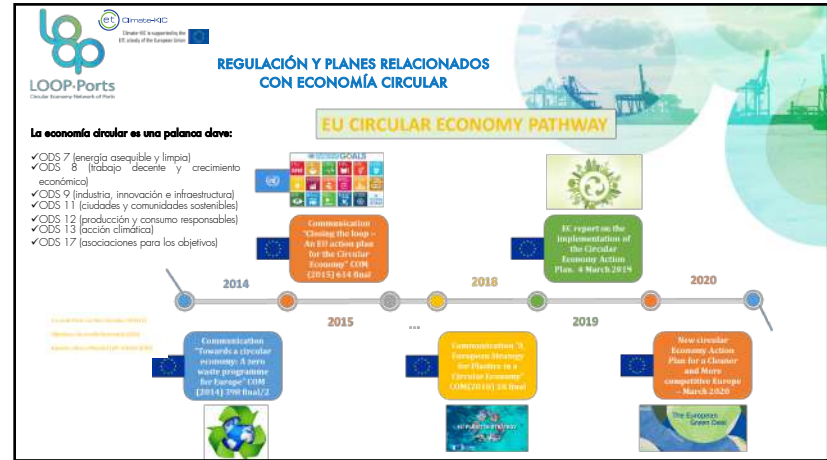 Climate-KIC
Climate-KIC is supported by the
EIT, a body of the European Union
LOOP-Ports
Circular Economy Network of Ports
REGULACIÓN Y PLANES RELACIONADOS
CON ECONOMÍA CIRCULAR
EU CIRCULAR ECONOMY PATHWAY
La economía circular es una palanca clave:
✓ODS 7 (energía asequible y limpia)
✓ODS 8 (trabajo decente y crecimiento
económico)
✓ODS 9 (industria, innovación e infraestructura)
✓ODS 11 (ciudades y comunidades sostenibles)
✓ODS 12 (producción y consumo responsables)
✓ODS 13 (acción climática)
✓ODS 17 (asociaciones para los objetivos)
GOALS
Communication
"Closing the loop –
An EU action plan
for the Circular
Economy" COM
(2015) 614 final
EC report on the
implementation of
the Circular
Economy Action
Plan. 4 March 2019
2014
2018
2020
2015
...
2019
Communication
"Towards a circular
economy: A zero
waste programme
for Europe" COM
(2014) 398 final/2
Communication "A
European Strategy
for Plastics in a
Circular Economy"
COM(2018) 28 final
New circular
Economy Action
Plan for a Cleaner
and More
competitive Europe
– March 2020
EU PLASTICS STRATEGY
The European
Green Deal